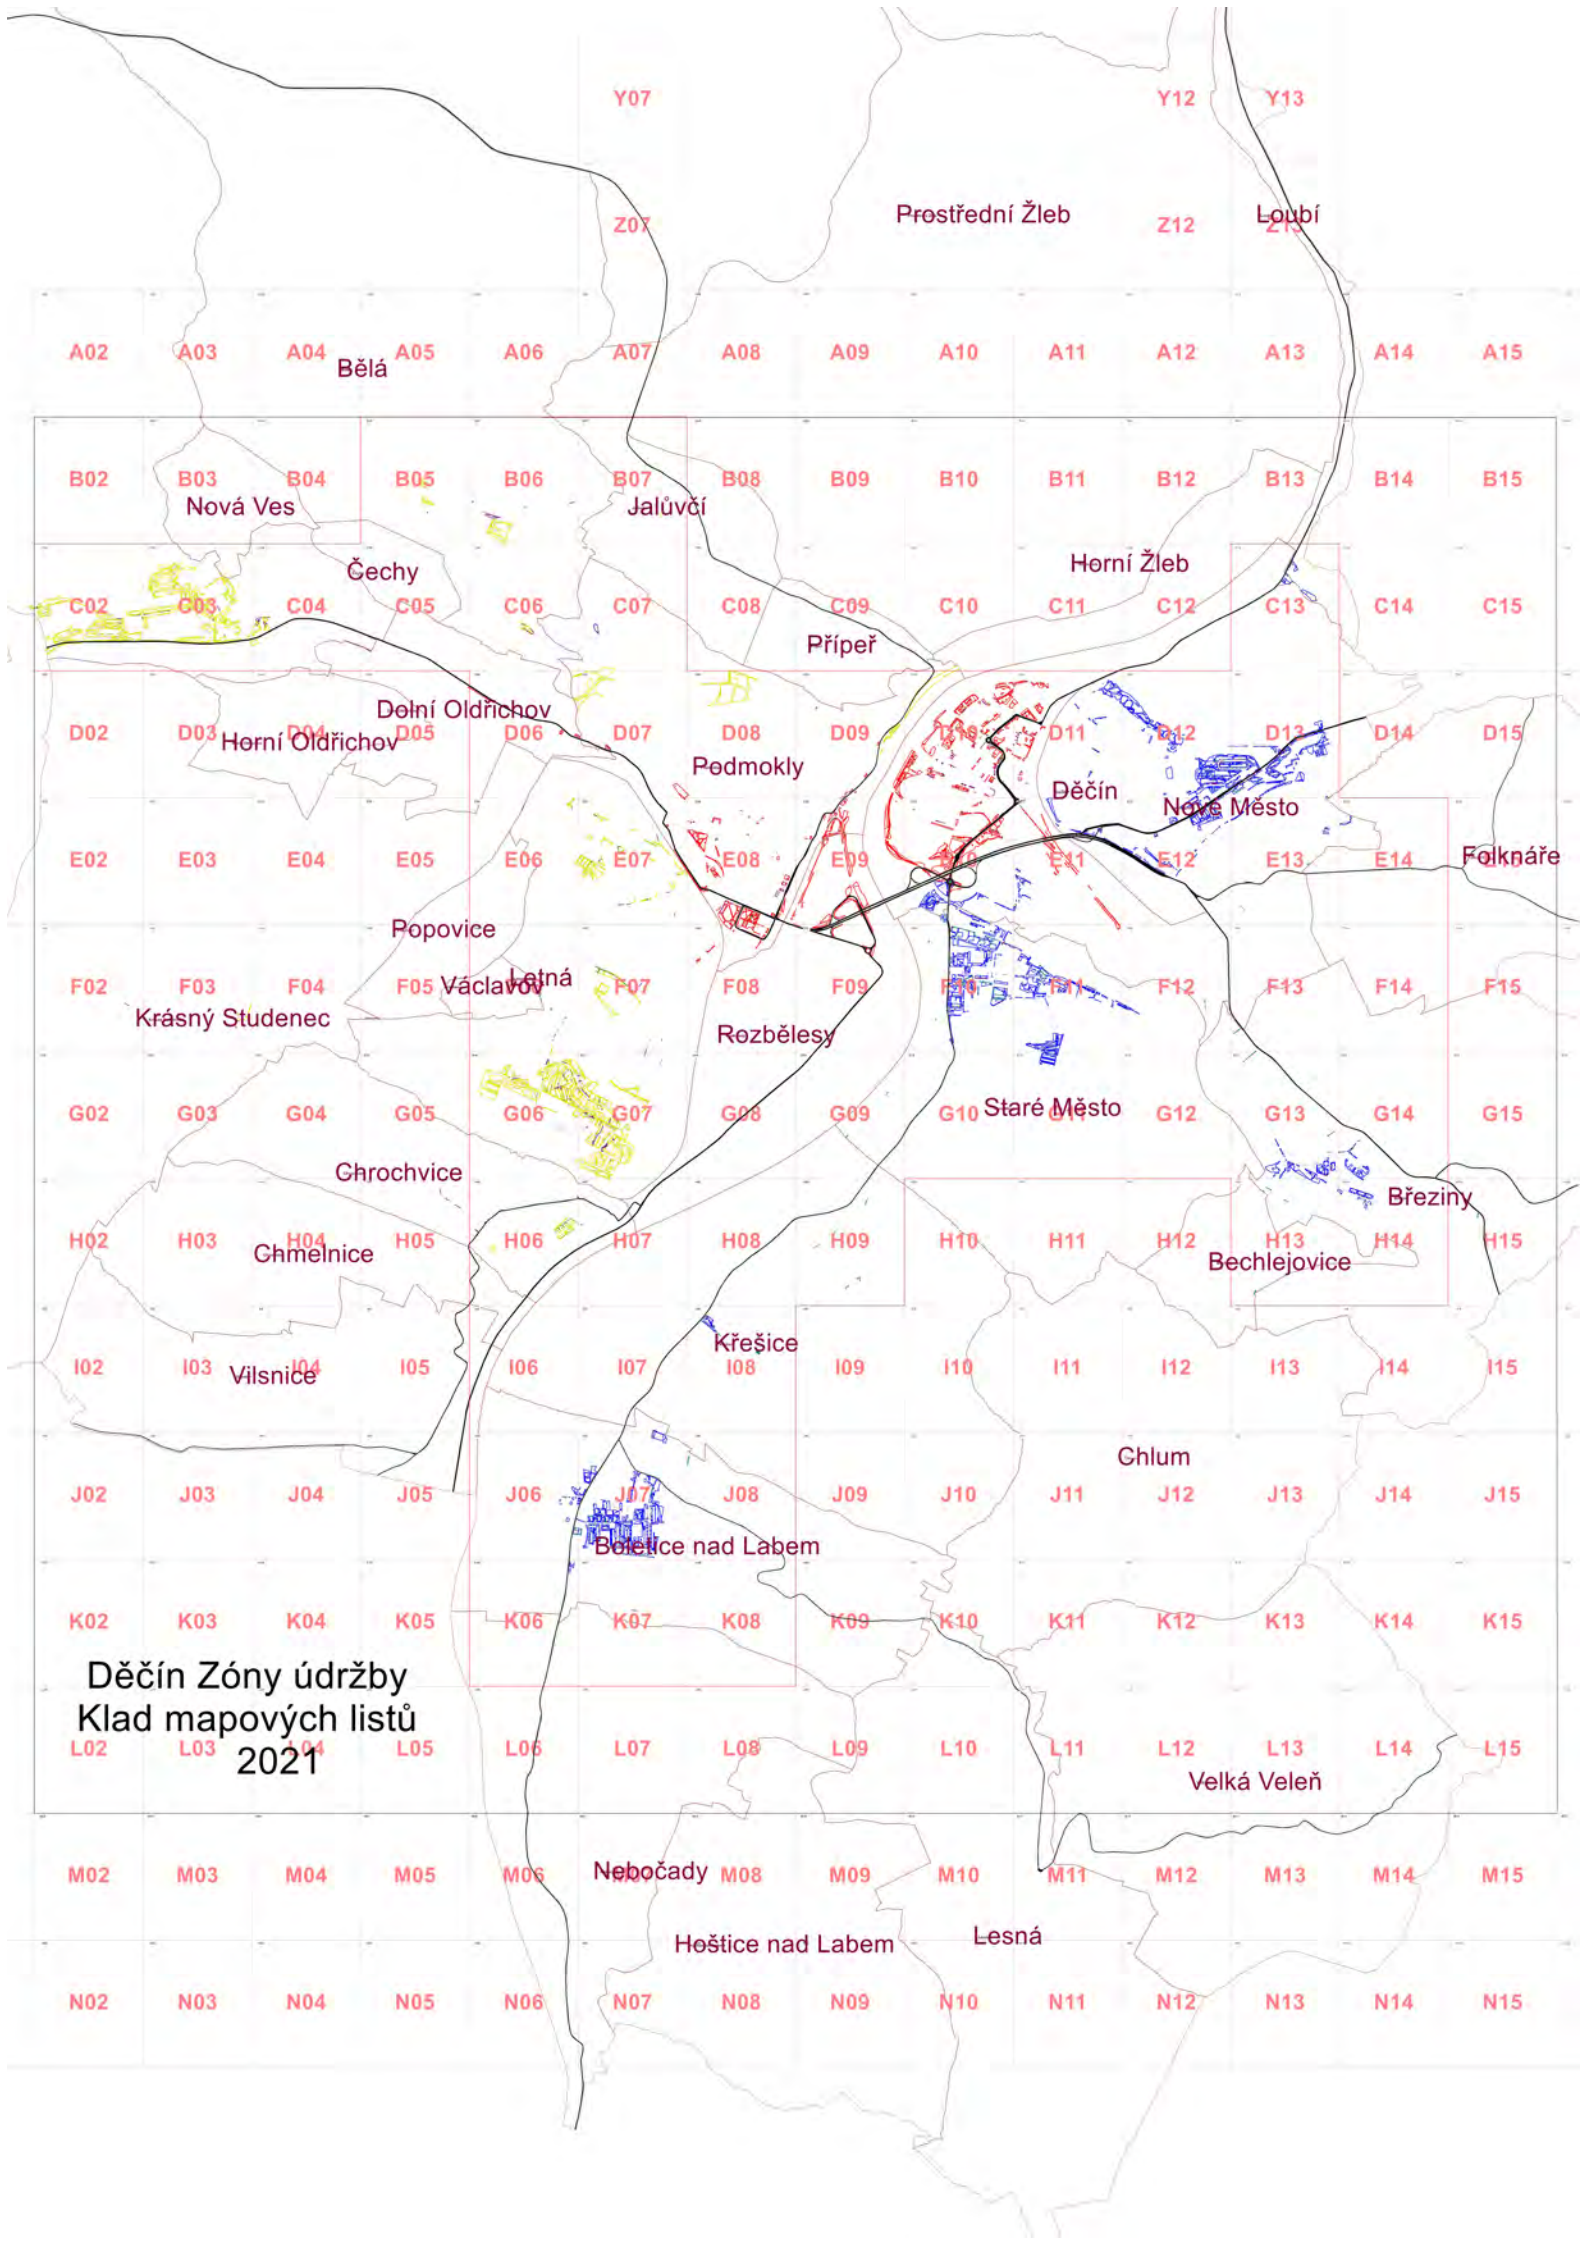 Y07 Y12 Y13
Prostřední Žleb Loubí
Z07 Z12 Z13
A02 A03 A04 A05 A06 A07 A08 A09 A10 A11 A12 A13 A14 A15
Bělá
B02 B03 B04 B05 B06 B07 B08 B09 B10 B11 B12 B13 B14 B15
Nová Ves Jalůvčí
Čechy Horní Žleb
C02 C03 C04 C05 C06 C07 C08 C09 C10 C11 C12 C13 C14 C15
Přípeř
Dolní Oldřichov
D02 D03 D04 D05 D06 D07 D08 D09 D10 D11 D12 D13 D14 D15
Horní Oldřichov
Podmokly
Děčín
Nové Město
E02 E03 E04 E05 E06 E07 E08 E09 E10 E11 E12 E13 E14
Folknáře
Popovice
Letná
F02 F03 F04 F05 Václavov F07 F08 F09 F10 F11 F12 F13 F14 F15
Krásný Studenec
Rozbělesy
Staré Město
G02 G03 G04 G05 G06 G07 G08 G09 G10 G11 G12 G13 G14 G15
Chrochvice
Březiny
H02 H03 H04 H05 H06 H07 H08 H09 H10 H11 H12 H13 H14 H15
Chmelnice Bechlejovice
Křešice
I02 I03 I04 I05 I06 I07 I08 I09 I10 I11 I12 I13 I14 I15
Vilsnice
Chlum
J02 J03 J04 J05 J06 J07 J08 J09 J10 J11 J12 J13 J14 J15
Boletice nad Labem
K02 K03 K04 K05 K06 K07 K08 K09 K10 K11 K12 K13 K14 K15
Děčín Zóny údržby
Klad mapových listů
2021
L02 L03 L04 L05 L06 L07 L08 L09 L10 L11 L12 L13 L14 L15
Velká Veleň
Nebočady
M02 M03 M04 M05 M06 M07 M08 M09 M10 M11 M12 M13 M14 M15
Hoštice nad Labem Lesná
N02 N03 N04 N05 N06 N07 N08 N09 N10 N11 N12 N13 N14 N15